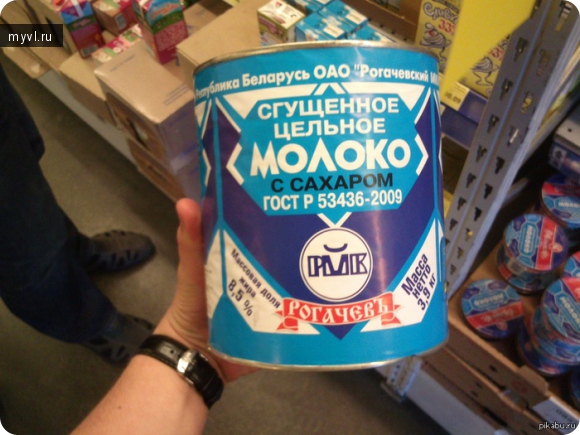 myvl.ru
Республика Беларусь ОАО "Рогачевский
СГУЩЕННОЕ
ЦЕЛЬНОЕ
МОЛОКО
С САХАРОМ
ГОСТ Р 53436-2009
РМК
РОГАЧЕВЪ
Массовая доля
жира
8,5%
Масса
нетто
3,9 кг
pikabu.ru